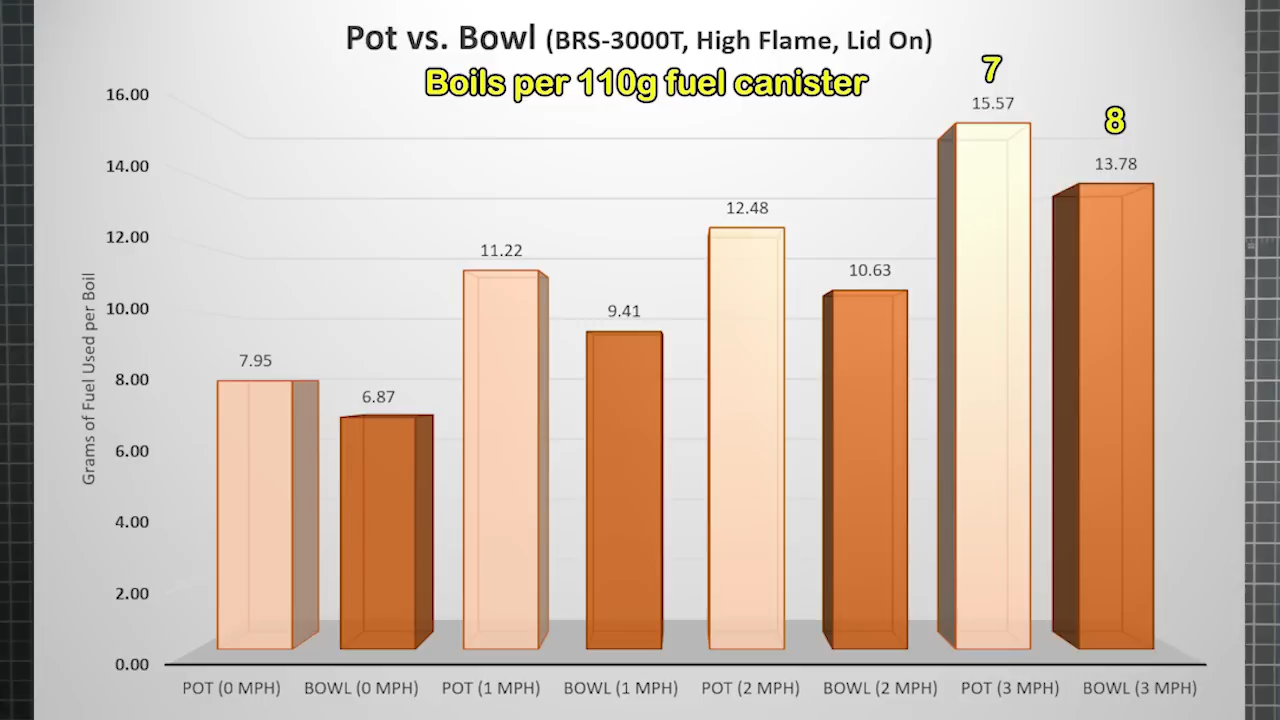 Pot vs. Bowl (BRS-3000T, High Flame, Lid On)
Boils per 110g fuel canister
7
8
16.00
14.00
12.00
10.00
8.00
6.00
4.00
2.00
0.00
Grams of Fuel Used per Boil
7.95
6.87
11.22
9.41
12.48
10.63
15.57
13.78
POT (0 MPH)
BOWL (0 MPH)
POT (1 MPH)
BOWL (1 MPH)
POT (2 MPH)
BOWL (2 MPH)
POT (3 MPH)
BOWL (3 MPH)